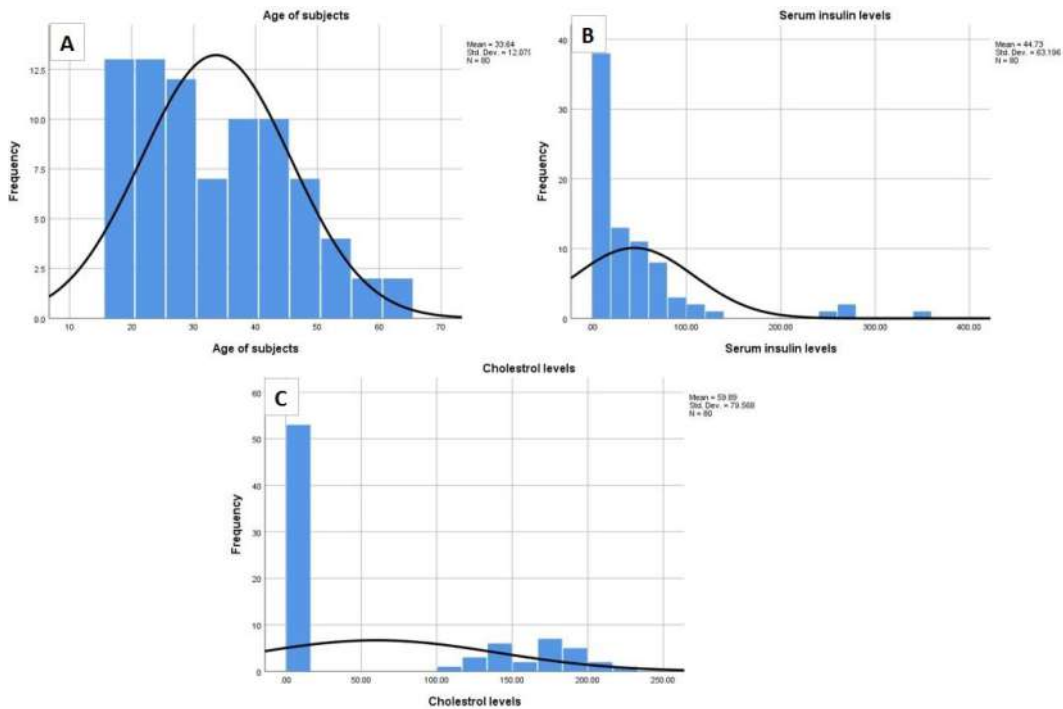 Age of subjects
A
Mean = 33.64
Std. Dev. = 12.079
N = 80
Frequency
12.5
10.0
7.5
5.0
2.5
0.0
10 20 30 40 50 60 70
Age of subjects
Serum insulin levels
B
Mean = 44.73
Std. Dev. = 63.196
N = 80
Frequency
40
30
20
10
0
.00 100.00 200.00 300.00 400.00
Serum insulin levels
Cholestrol levels
C
Mean = 59.89
Std. Dev. = 79.568
N = 80
Frequency
60
50
40
30
20
10
0
.00 50.00 100.00 150.00 200.00 250.00
Cholestrol levels